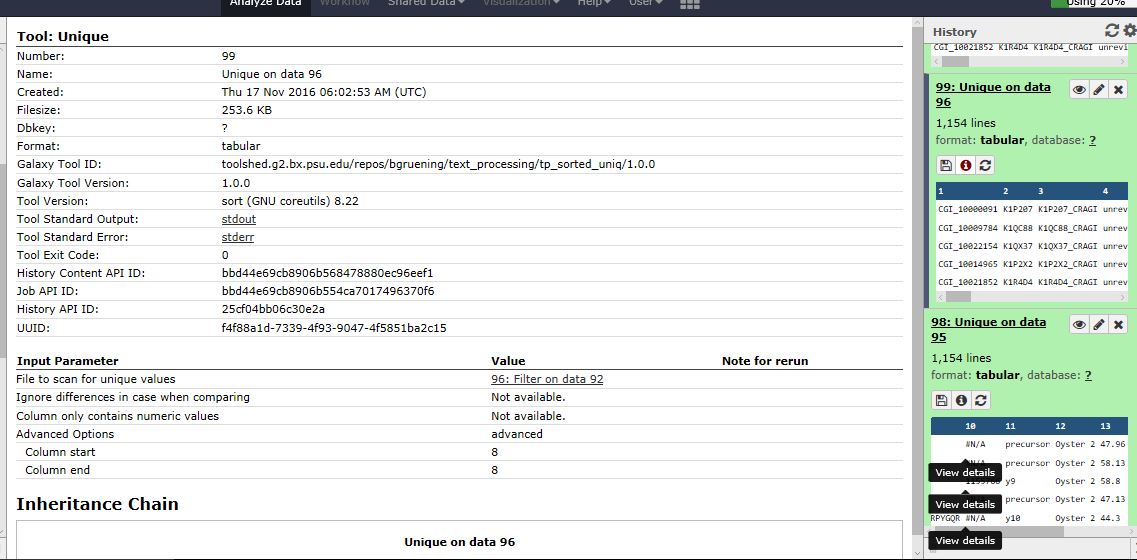 Analyze Data Workflow Shared Data Visualization Help User Using 20%
Tool: Unique
Number: 99
Name: Unique on data 96
Created: Thu 17 Nov 2016 06:02:53 AM (UTC)
Filesize: 253.6 KB
Dbkey: ?
Format: tabular
Galaxy Tool ID: toolshed.g2.bx.psu.edu/repos/bgruening/text_processing/tp_sorted_uniq/1.0.0
Galaxy Tool Version: 1.0.0
Tool Version: sort (GNU coreutils) 8.22
Tool Standard Output: stdout
Tool Standard Error: stderr
Tool Exit Code: 0
History Content API ID: bbd44e69cb8906b568478880ec96eef1
Job API ID: bbd44e69cb8906b554ca7017496370f6
History API ID: 25cf04bb06c30e2a
UUID: f4f88a1d-7339-4f93-9047-4f5851ba2c15
Input Parameter Value Note for rerun
File to scan for unique values 96: Filter on data 92
Ignore differences in case when comparing Not available.
Column only contains numeric values Not available.
Advanced Options advanced
Column start 8
Column end 8
Inheritance Chain
Unique on data 96
History
CGI_10021852 K1R4D4 K1R4D4_CRAGI unrevi
99: Unique on data
96
1,154 lines
format: tabular, database: ?
1 2 3 4
CGI_10000091 K1P207 K1P207_CRAGI unrev
CGI_10009784 K1QC88 K1QC88_CRAGI unrev
CGI_10022154 K1QX37 K1QX37_CRAGI unrev
CGI_10014965 K1P2X2 K1P2X2_CRAGI unrev
CGI_10021852 K1R4D4 K1R4D4_CRAGI unrev
98: Unique on data
95
1,154 lines
format: tabular, database: ?
10 11 12 13
#N/A precursor Oyster 2 47.96
precursor Oyster 2 58.13
View details
y9 Oyster 2 58.8
precursor Oyster 2 47.13
View details
RPYGQR #N/A y10 Oyster 2 44.3
View details